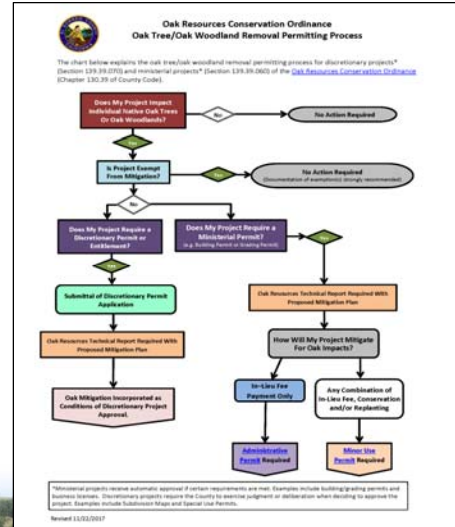 Oak Resources Conservation Ordinance
Oak Tree/Oak Woodland Removal Permitting Process
The chart below explains the oak tree/oak woodland removal permitting process for discretionary projects*
(Section 139.39.070) and ministerial projects* (Section 139.39.060) of the Oak Resources Conservation Ordinance
(Chapter 130.39 of County Code).
Does My Project Impact
Individual Native Oak Trees
Or Oak Woodlands?
No
No Action Required
Yes
Is Project Exempt
From Mitigation?
Yes
No Action Required
(Documentation of exemption(s) strongly recommended)
No
Does My Project Require a
Discretionary Permit or
Entitlement?
Does My Project Require a
Ministerial Permit?
(e.g. Building Permit or Grading Permit)
Yes
Yes
Submittal of Discretionary Permit
Application
Oak Resources Technical Report Required With
Proposed Mitigation Plan
Oak Resources Technical Report Required With
Proposed Mitigation Plan
How Will My Project Mitigate
For Oak Impacts?
Oak Mitigation Incorporated as
Conditions of Discretionary Project
Approval.
In-Lieu Fee
Payment Only
Any Combination of
In-Lieu Fee, Conservation
and/or Replanting
Administrative
Permit Required
Minor Use
Permit Required
*Ministerial projects receive automatic approval if certain requirements are met. Examples include building/grading permits and
business licenses. Discretionary projects require the County to exercise judgment or deliberation when deciding to approve the
project. Examples include Subdivision Maps and Special Use Permits.
Revised 11/02/2017